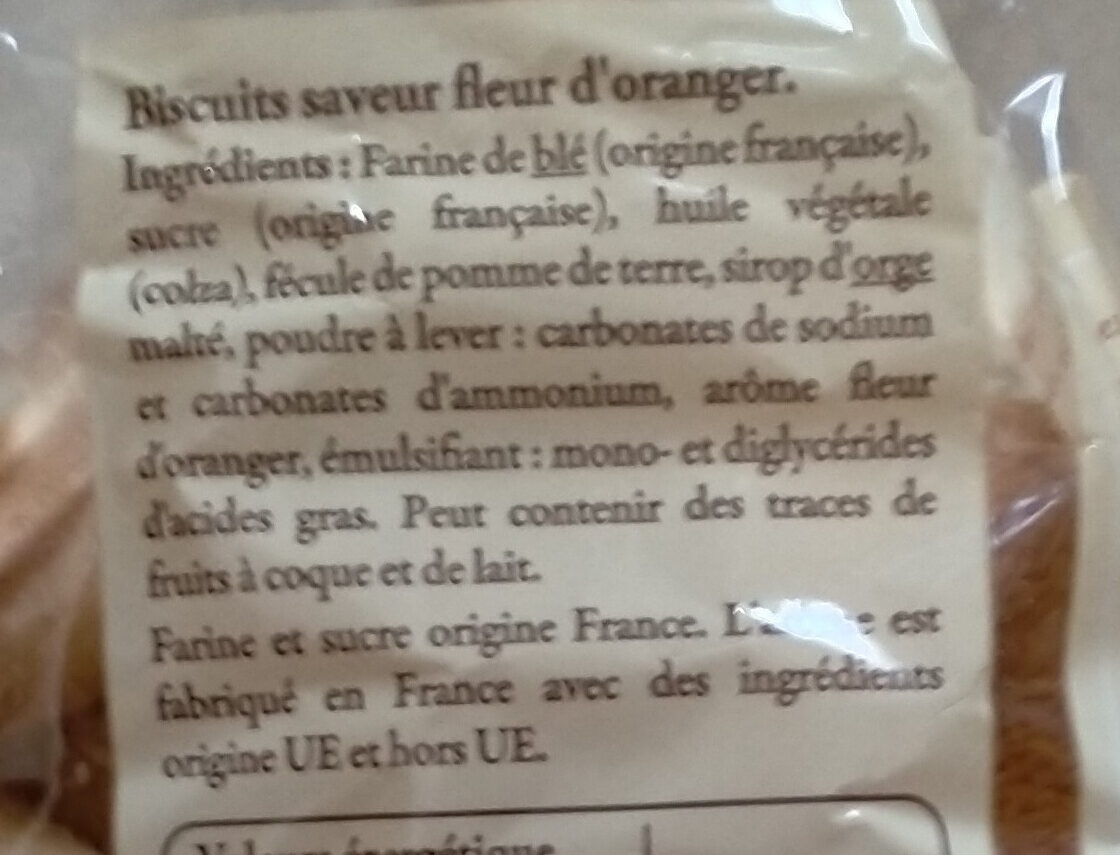 Biscuits saveur fleur d'oranger.
Ingrédients : Farine de blé (origine française),
sucre (origine française), huile végétale
(colza), fécule de pomme de terre, sirop d'orge
malté, poudre à lever : carbonates de sodium
et carbonates d'ammonium, arôme fleur
d'oranger, émulsifiant : mono- et diglycérides
d'acides gras. Peut contenir des traces de
fruits à coque et de lait.
Farine et sucre origine France. est
fabriqué en France avec des ingrédients
origine UE et hors UE.
Valeur énergétique